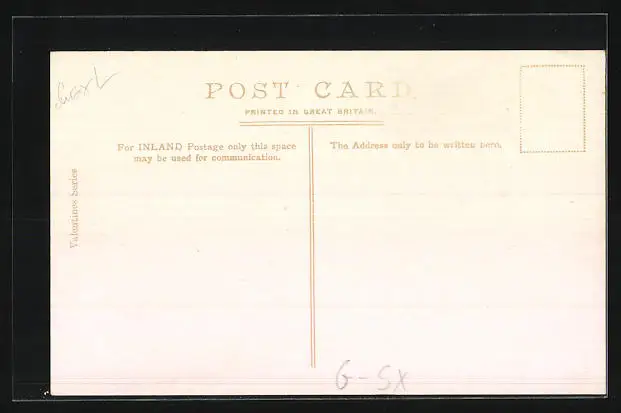 POST CARD.
PRINTED IN GREAT BRITAIN.
For INLAND Postage only this space
may be used for communication.
The Address only to be written here.
Valentines Series
G-SX